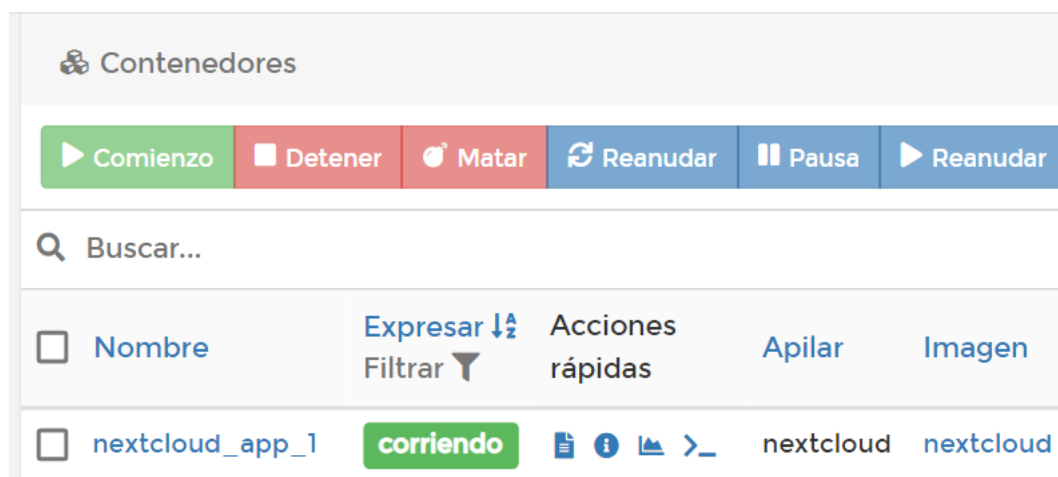 Contenedores
Comienzo Detener Matar Reanudar Pausa Reanudar
Buscar...
Nombre Expresar Filtrar Acciones rápidas Apilar Imagen
nextcloud_app_1 corriendo nextcloud nextcloud